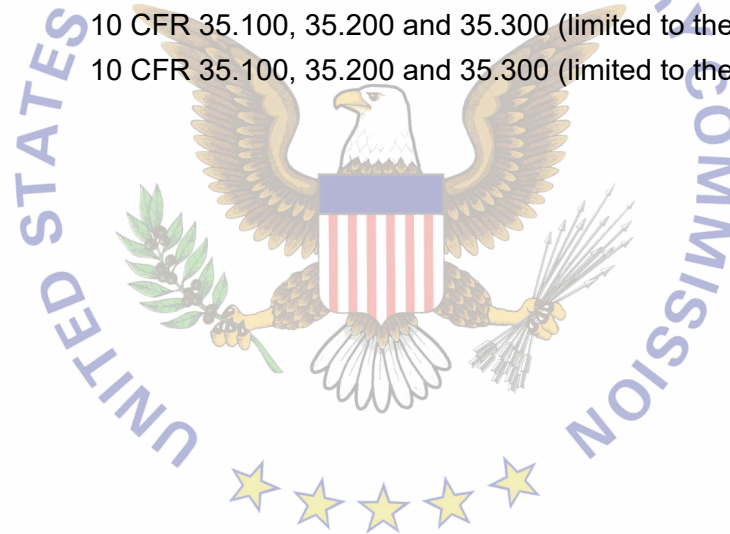 10 CFR 35.100, 35.200 and 35.300 (limited to the
10 CFR 35.100, 35.200 and 35.300 (limited to the
UNITED STATES
COMMISSION